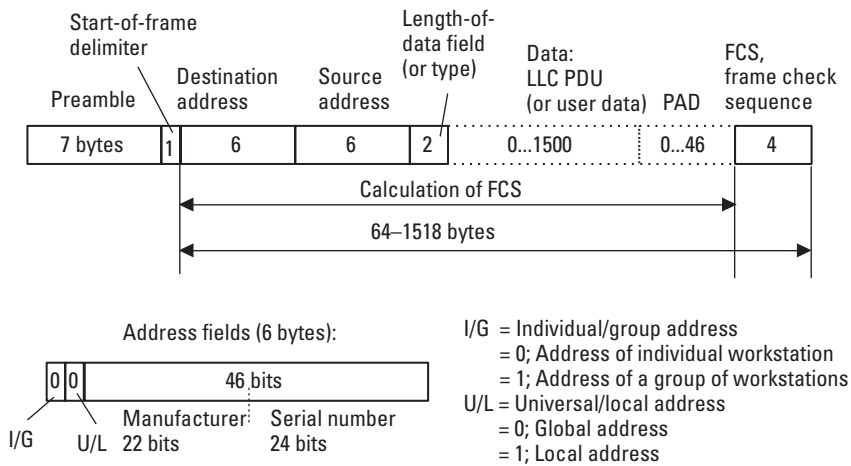 Start-of-frame
delimiter
Length-of-
data field
(or type)
Destination
address
Source
address
Data:
LLC PDU
(or user data)
FCS,
frame check
sequence
Preamble
PAD
7 bytes 1 6 6 2 0...1500 0...46 4
Calculation of FCS
64–1518 bytes
Address fields (6 bytes):
0 0 46 bits
I/G U/L
Manufacturer
22 bits
Serial number
24 bits
I/G = Individual/group address
= 0; Address of individual workstation
= 1; Address of a group of workstations
U/L = Universal/local address
= 0; Global address
= 1; Local address